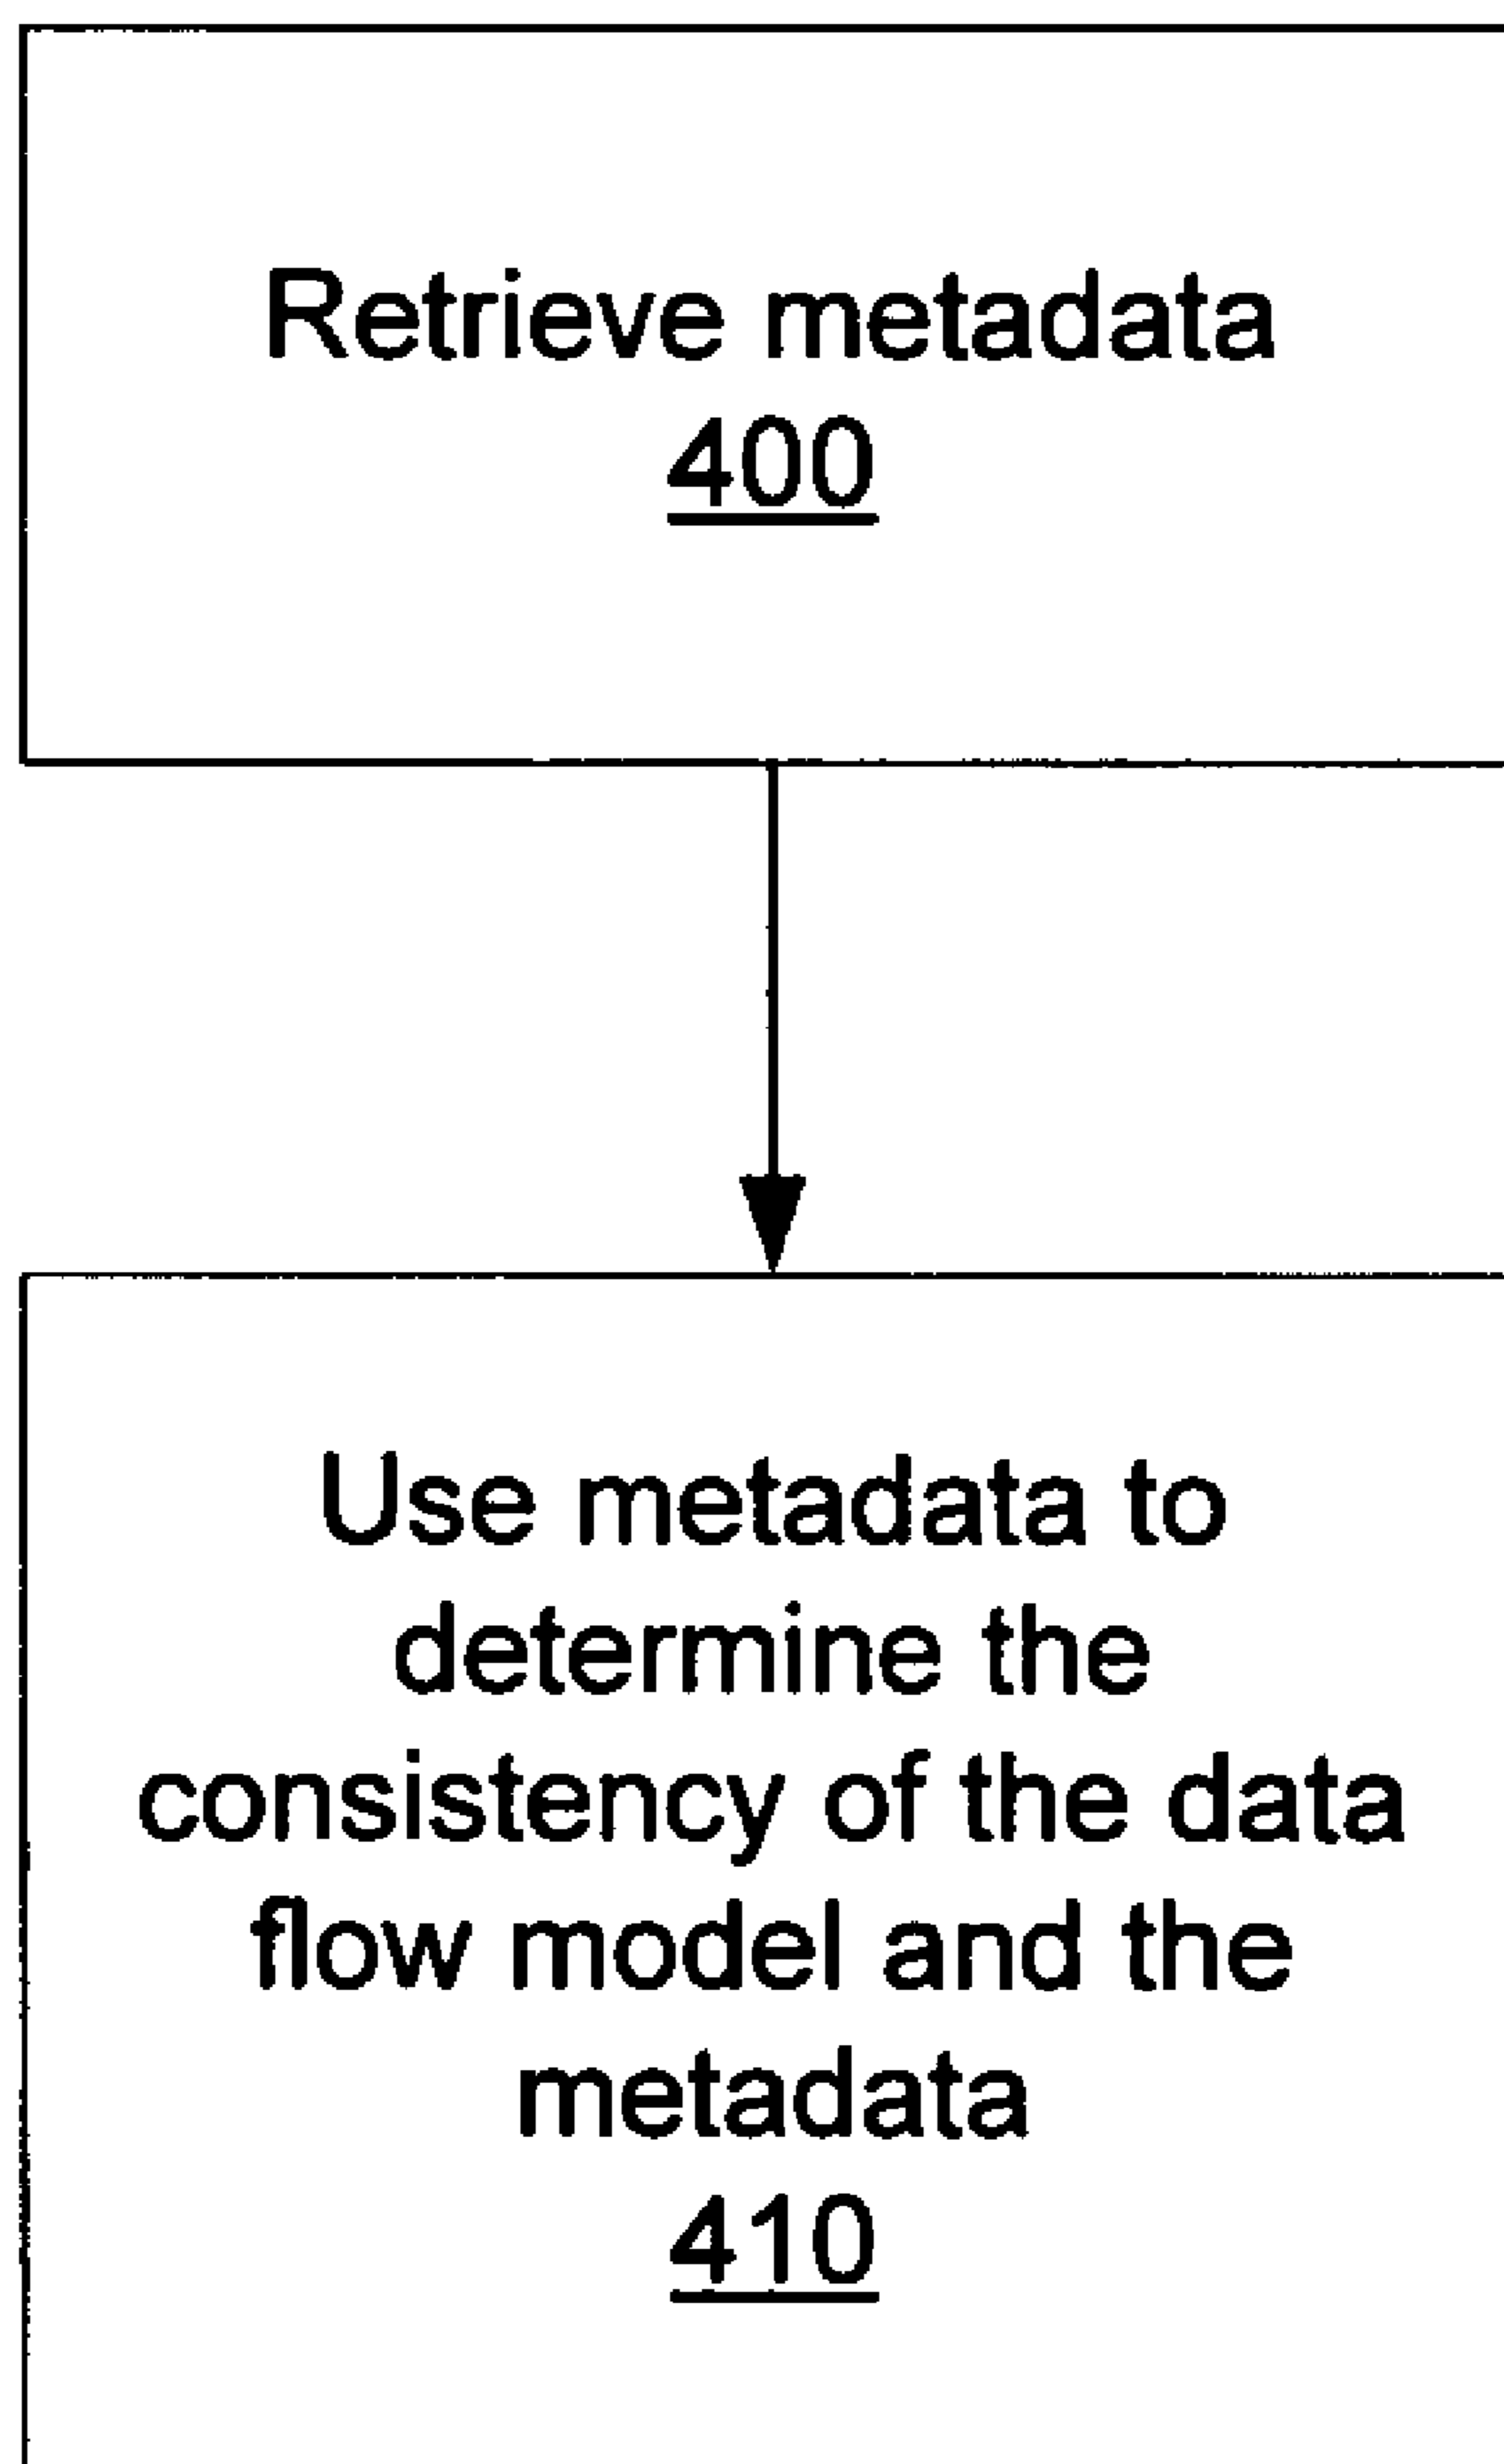 Retrieve metadata
400
Use metadata to
determine the
consistency of the data
flow model and the
metadata
410